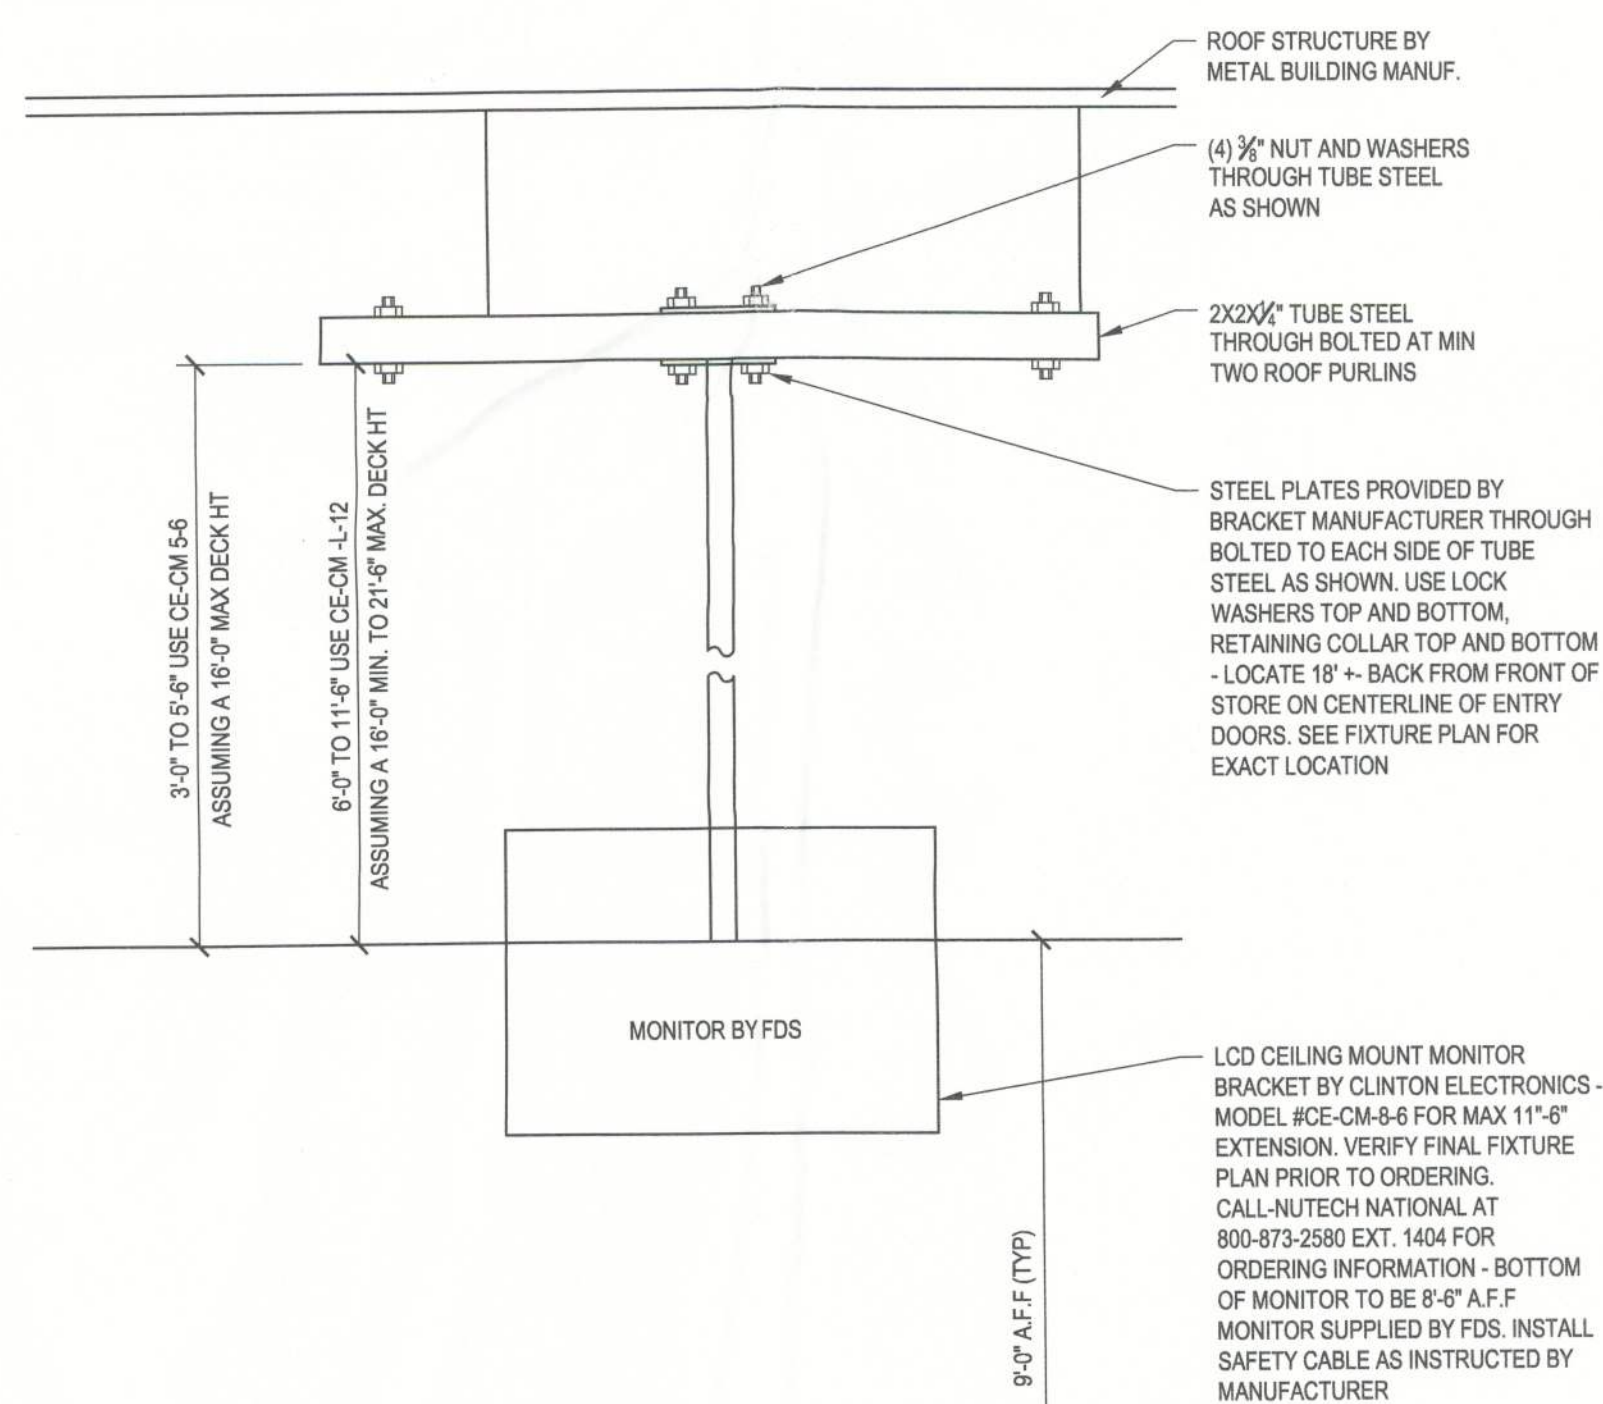 ROOF STRUCTURE BY
METAL BUILDING MANUF.
(4) 3/8" NUT AND WASHERS
THROUGH TUBE STEEL
AS SHOWN
2X2X1/4" TUBE STEEL
THROUGH BOLTED AT MIN
TWO ROOF PURLINS
STEEL PLATES PROVIDED BY
BRACKET MANUFACTURER THROUGH
BOLTED TO EACH SIDE OF TUBE
STEEL AS SHOWN. USE LOCK
WASHERS TOP AND BOTTOM,
RETAINING COLLAR TOP AND BOTTOM
- LOCATE 18' +- BACK FROM FRONT OF
STORE ON CENTERLINE OF ENTRY
DOORS. SEE FIXTURE PLAN FOR
EXACT LOCATION
3'-0" TO 5'-6" USE CE-CM 5-6
ASSUMING A 16'-0" MAX DECK HT
6'-0" TO 11'-6" USE CE-CM -L-12
ASSUMING A 16'-0" MIN. TO 21'-6" MAX. DECK HT
MONITOR BY FDS
LCD CEILING MOUNT MONITOR
BRACKET BY CLINTON ELECTRONICS -
MODEL #CE-CM-8-6 FOR MAX 11"-6"
EXTENSION. VERIFY FINAL FIXTURE
PLAN PRIOR TO ORDERING.
CALL-NUTECH NATIONAL AT
800-873-2580 EXT. 1404 FOR
ORDERING INFORMATION - BOTTOM
OF MONITOR TO BE 8'-6" A.F.F
MONITOR SUPPLIED BY FDS. INSTALL
SAFETY CABLE AS INSTRUCTED BY
MANUFACTURER
9'-0" A.F.F (TYP)